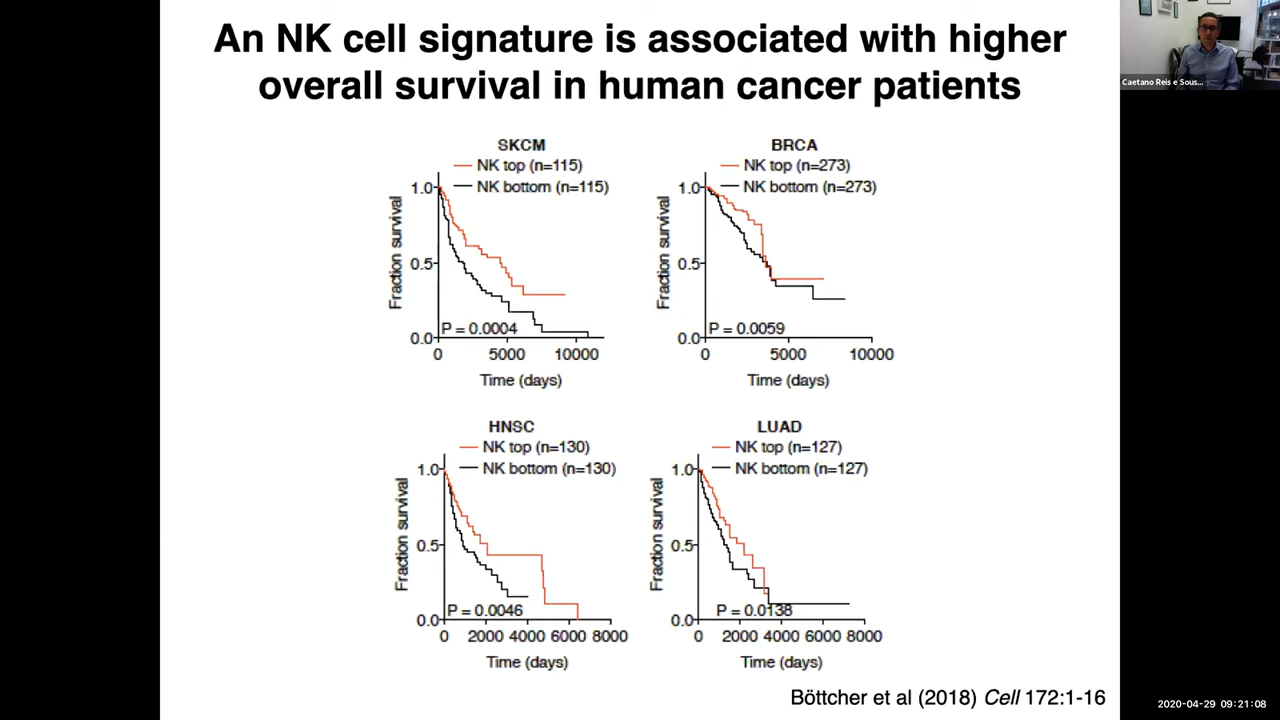 An NK cell signature is associated with higher
overall survival in human cancer patients
Caetano Reis e Sous...
SKCM
NK top (n=115)
NK bottom (n=115)
1.0
0.5
0.0
Fraction survival
P = 0.0004
0 5000 10000
Time (days)
BRCA
NK top (n=273)
NK bottom (n=273)
1.0
0.5
0.0
Fraction survival
P = 0.0059
0 5000 10000
Time (days)
HNSC
NK top (n=130)
NK bottom (n=130)
1.0
0.5
0.0
Fraction survival
P = 0.0046
0 2000 4000 6000 8000
Time (days)
LUAD
NK top (n=127)
NK bottom (n=127)
1.0
0.5
0.0
Fraction survival
P = 0.0138
0 2000 4000 6000 8000
Time (days)
Böttcher et al (2018) Cell 172:1-16
2020-04-29 09:21:08